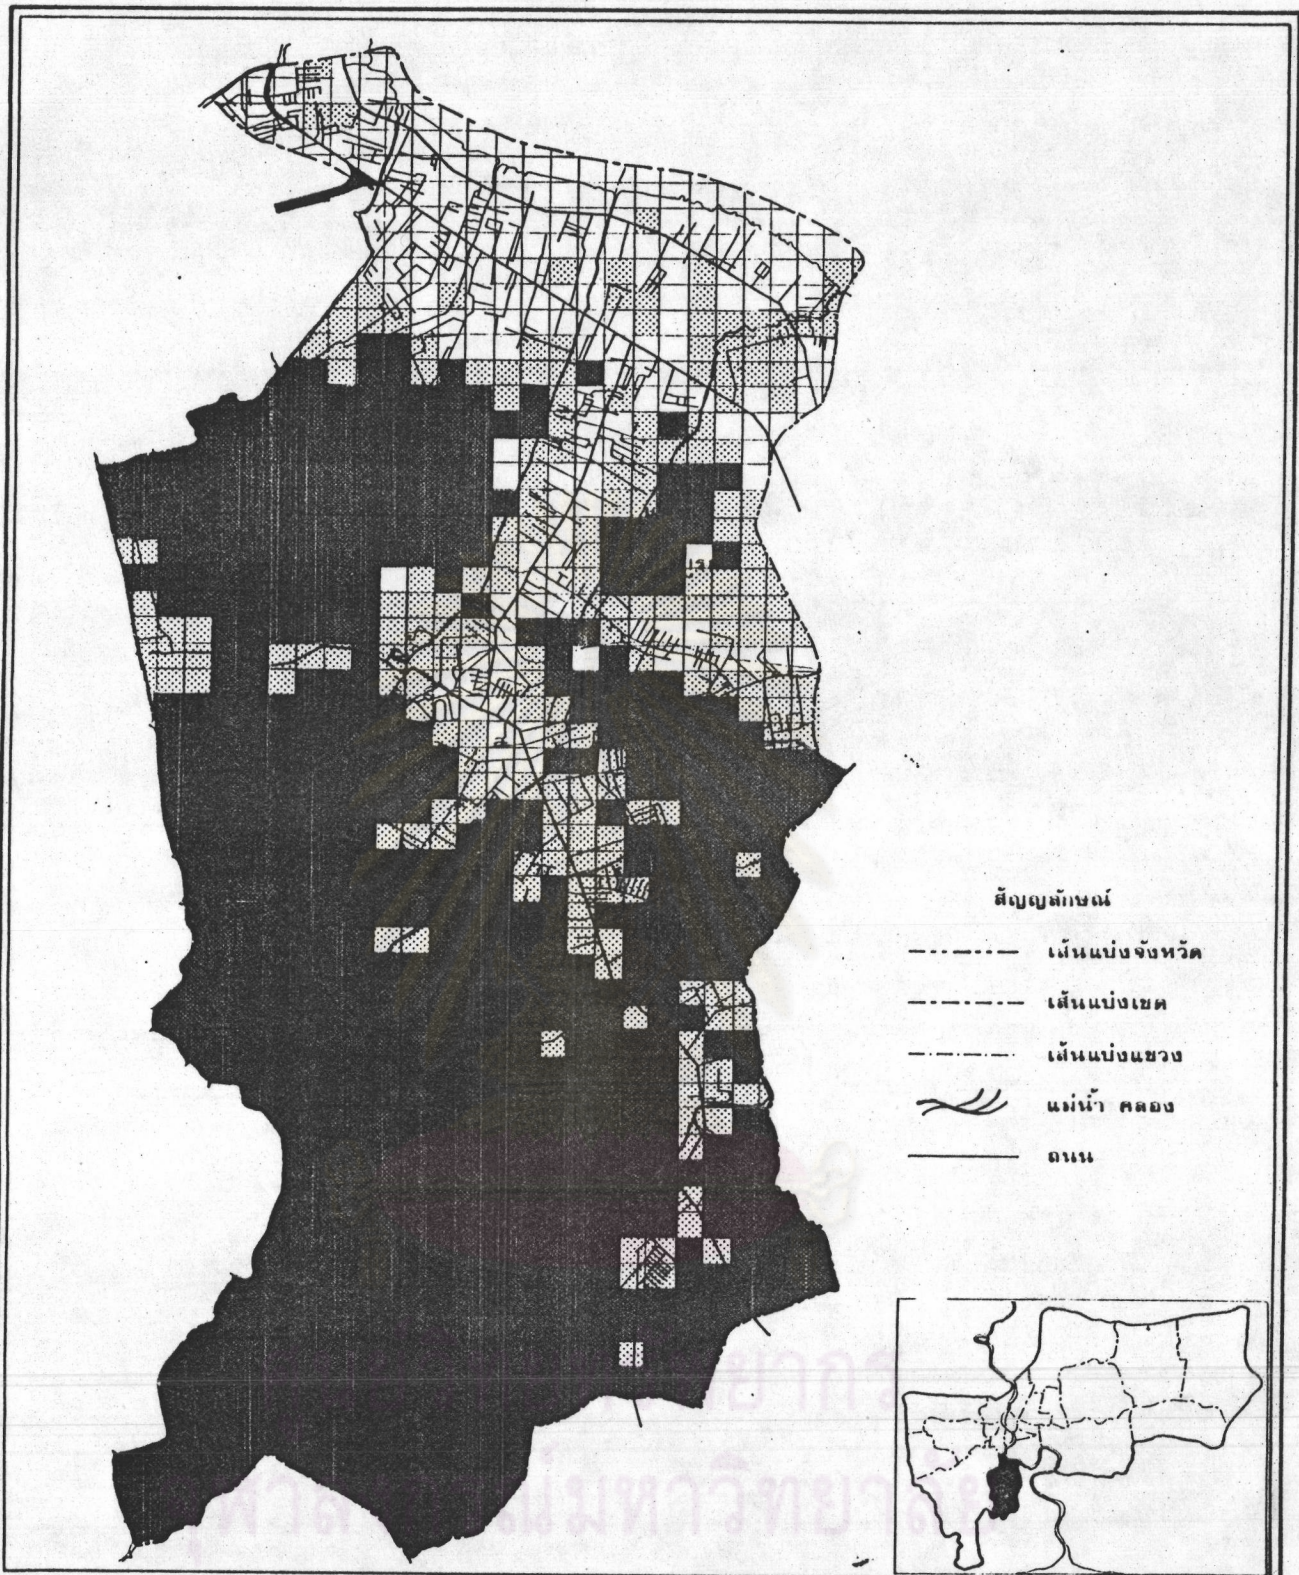 สัญญลักษณ์
เส้นแบ่งจังหวัด
เส้นแบ่งเขต
เส้นแบ่งแขวง
แม่น้ำ คลอง
ถนน